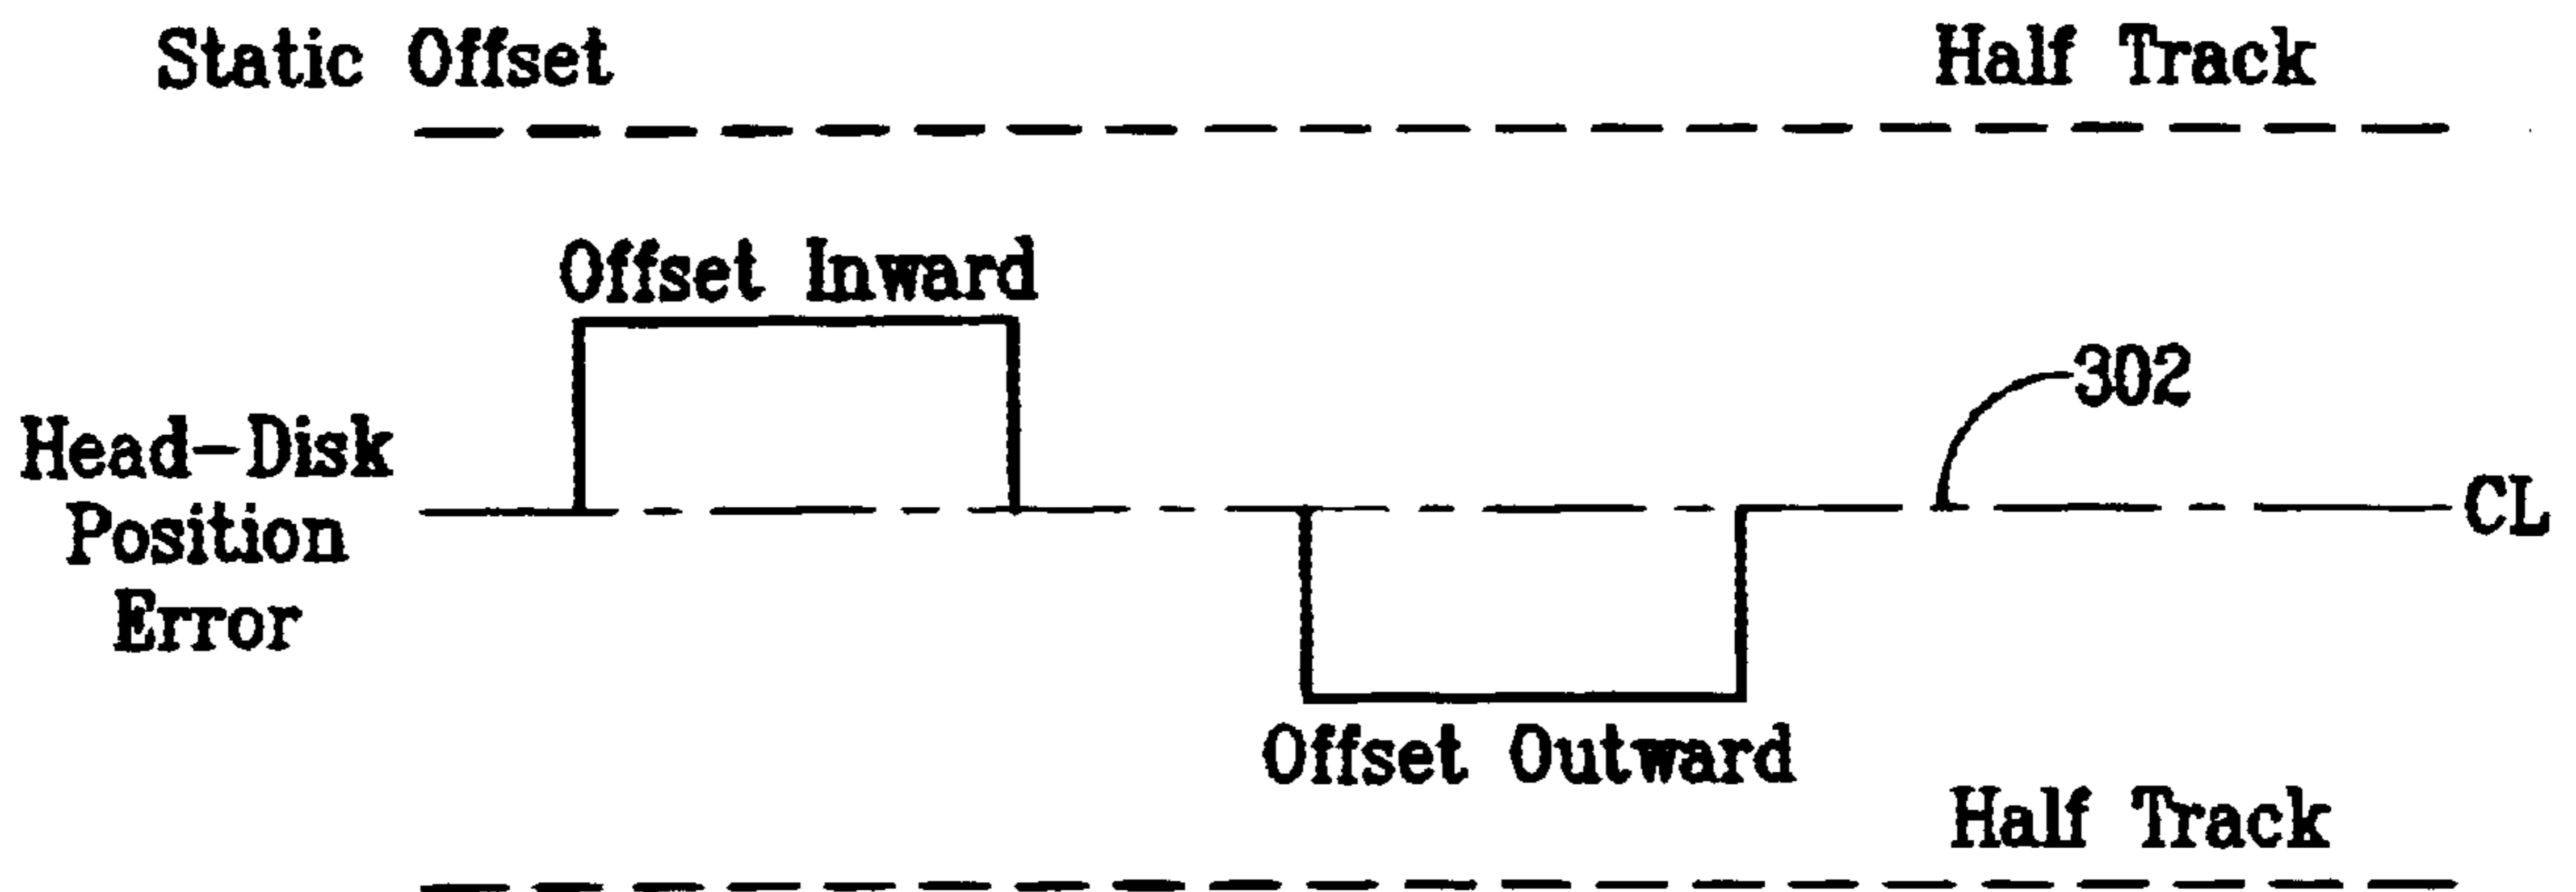 Static Offset
Half Track
Offset Inward
302
Head-Disk
Position
Error
CL
Offset Outward
Half Track